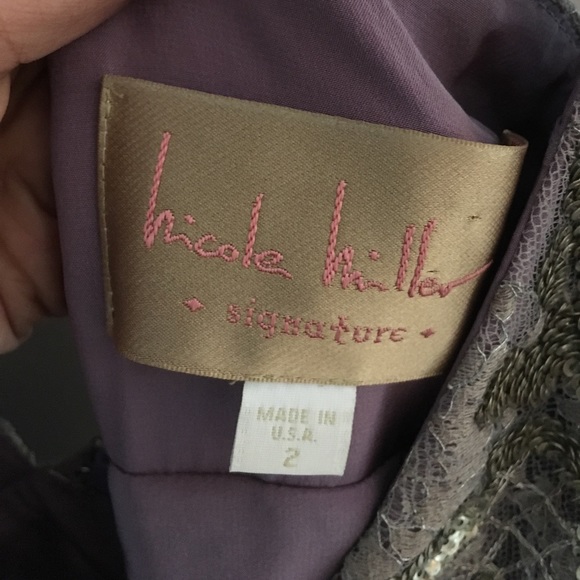 nicole miller
signature
MADE IN
U.S.A.
2